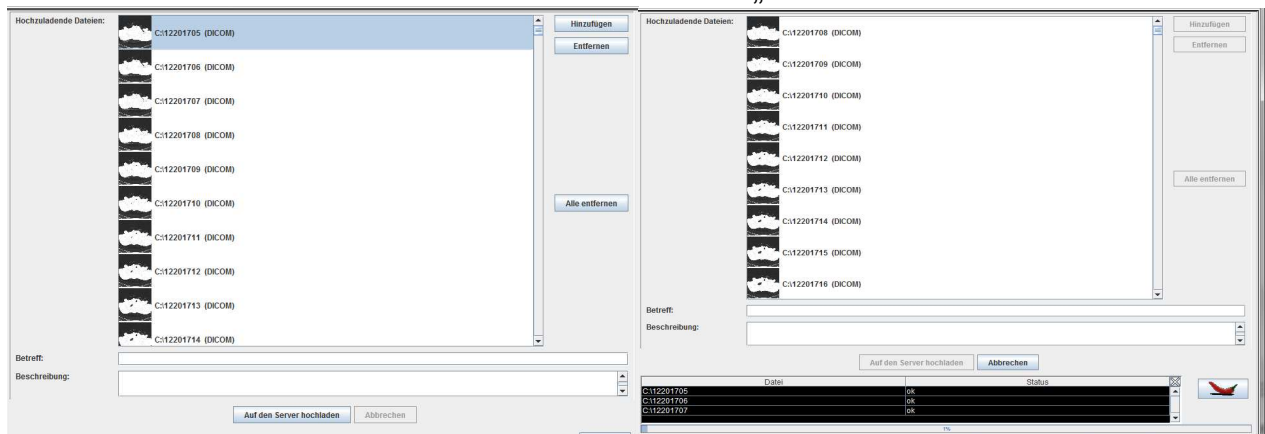 „
Hochzuladende Dateien:
C:\12201705 (DICOM)
C:\12201706 (DICOM)
C:\12201707 (DICOM)
C:\12201708 (DICOM)
C:\12201709 (DICOM)
C:\12201710 (DICOM)
C:\12201711 (DICOM)
C:\12201712 (DICOM)
C:\12201713 (DICOM)
C:\12201714 (DICOM)
Hinzufügen
Entfernen
Alle entfernen
Betreff:
Beschreibung:
Auf den Server hochladen Abbrechen
Hochzuladende Dateien:
C:\12201708 (DICOM)
C:\12201709 (DICOM)
C:\12201710 (DICOM)
C:\12201711 (DICOM)
C:\12201712 (DICOM)
C:\12201713 (DICOM)
C:\12201714 (DICOM)
C:\12201715 (DICOM)
C:\12201716 (DICOM)
Hinzufügen
Entfernen
Alle entfernen
Betreff:
Beschreibung:
Auf den Server hochladen Abbrechen
Datei Status
C:\12201705 ok
C:\12201706 ok
C:\12201707 ok
1%